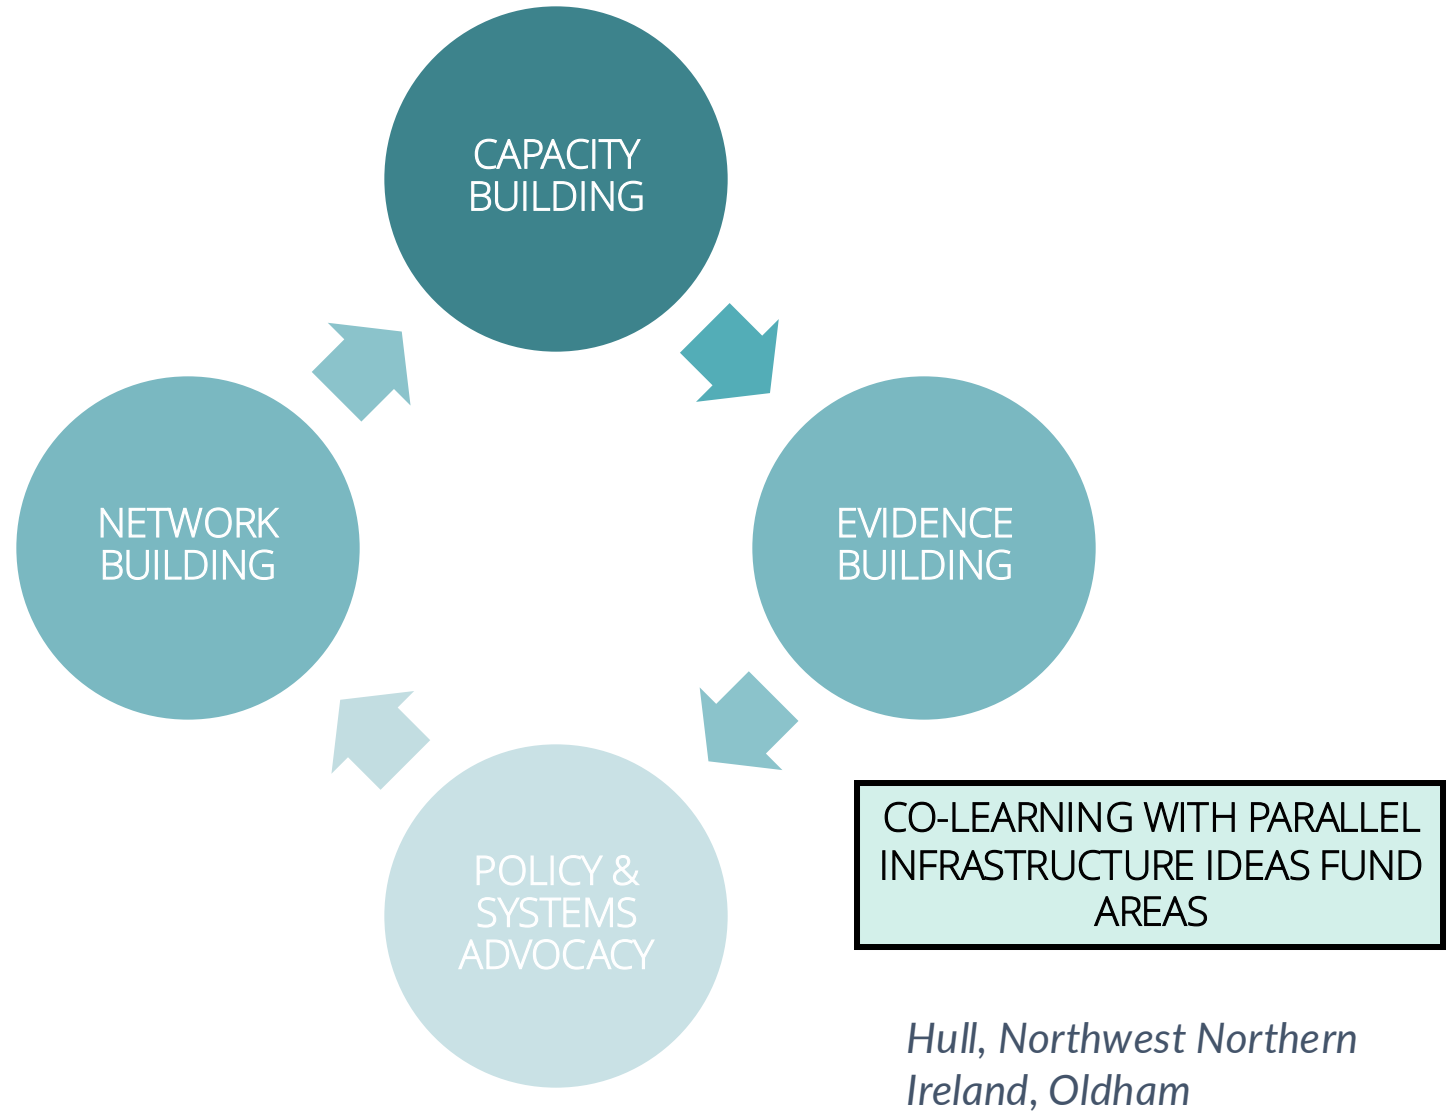 CAPACITY
BUILDING
NETWORK
BUILDING
EVIDENCE
BUILDING
POLICY &
SYSTEMS
ADVOCACY
CO-LEARNING WITH PARALLEL
INFRASTRUCTURE IDEAS FUND
AREAS
Hull, Northwest Northern
Ireland, Oldham